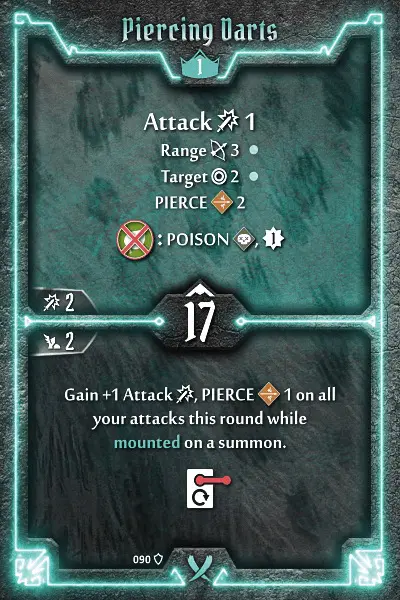 Piercing Darts
1
Attack 1
Range 3
Target 2
PIERCE 2
: POISON , 1
2
17
2
Gain +1 Attack , PIERCE 1 on all
your attacks this round while
mounted on a summon.
090